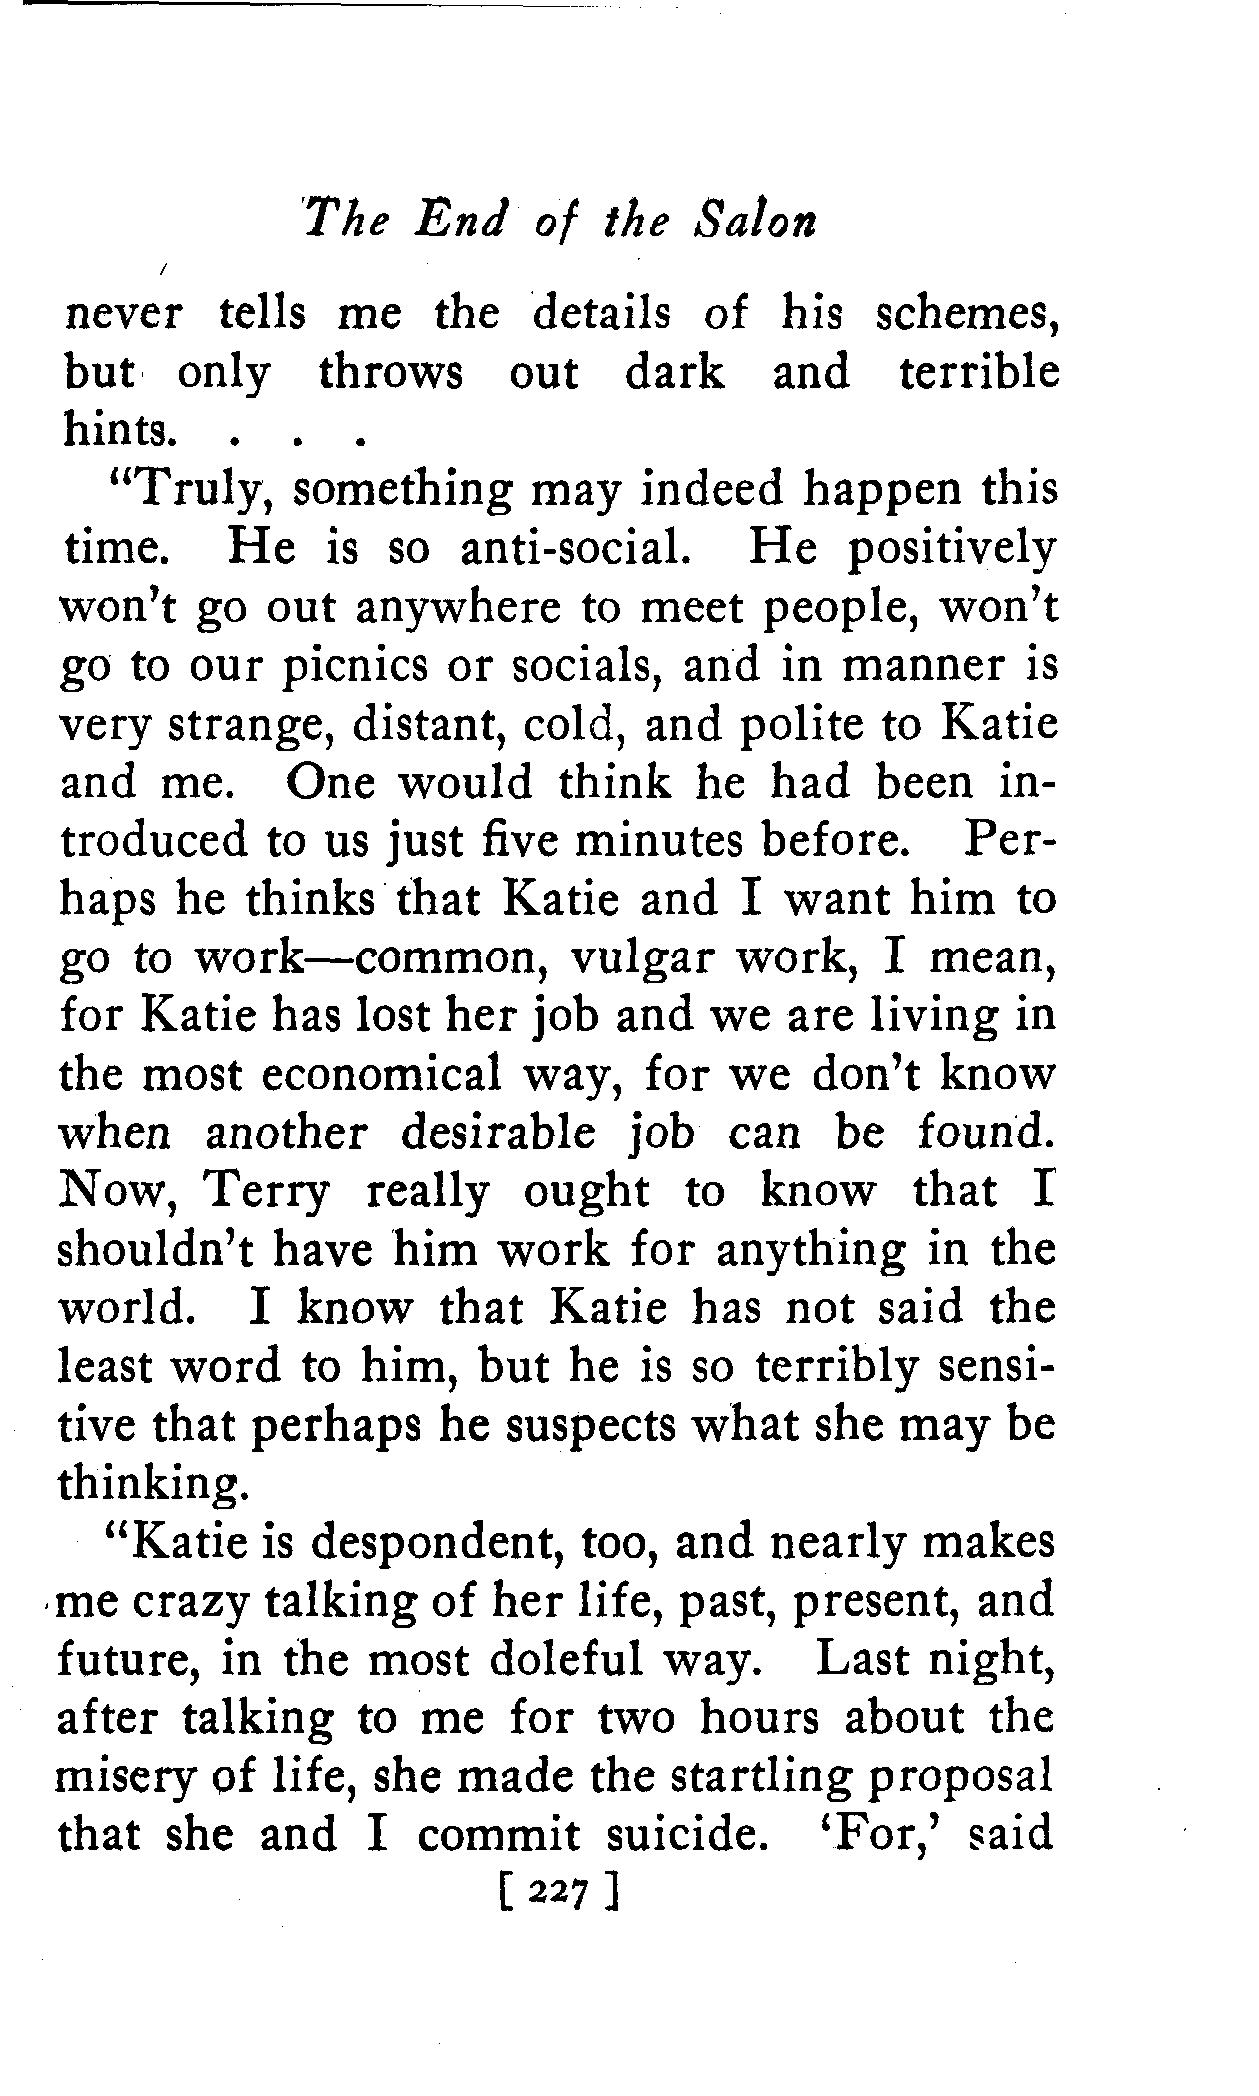 The End of the Salon
never tells me the details of his schemes,
but only throws out dark and terrible
hints. . . .
"Truly, something may indeed happen this
time. He is so anti-social. He positively
won't go out anywhere to meet people, won't
go to our picnics or socials, and in manner is
very strange, distant, cold, and polite to Katie
and me. One would think he had been in-
troduced to us just five minutes before. Per-
haps he thinks that Katie and I want him to
go to work—common, vulgar work, I mean,
for Katie has lost her job and we are living in
the most economical way, for we don't know
when another desirable job can be found.
Now, Terry really ought to know that I
shouldn't have him work for anything in the
world. I know that Katie has not said the
least word to him, but he is so terribly sensi-
tive that perhaps he suspects what she may be
thinking.
"Katie is despondent, too, and nearly makes
me crazy talking of her life, past, present, and
future, in the most doleful way. Last night,
after talking to me for two hours about the
misery of life, she made the startling proposal
that she and I commit suicide. 'For,' said
[ 227 ]